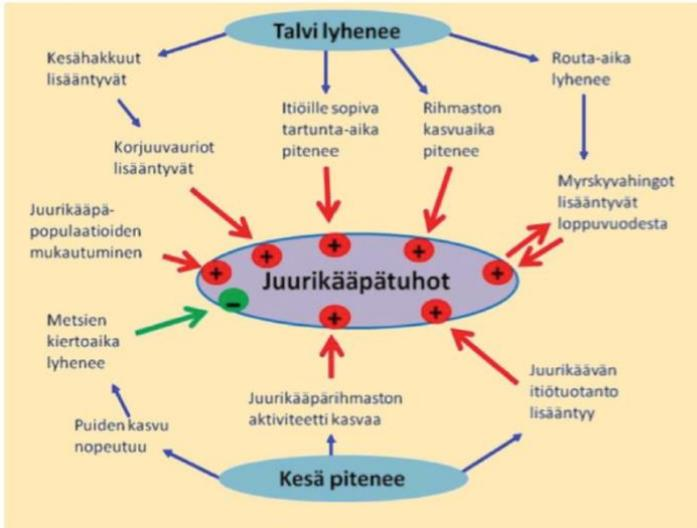 Talvi lyhenee
Kesähakkuut
lisääntyvät
Routa-aika
lyhenee
Itiöille sopiva
tartunta-aika
pitenee
Rihmaston
kasvuaika
pitenee
Korjuuvauriot
lisääntyvät
Myrskyvahingot
lisääntyvät
loppuvuodesta
Juurikääpä-
populaatioiden
mukautuminen
+
+
+
+
+
Juurikääpätuhot
-
+
+
Metsien
kiertoaika
lyhenee
Juurikäävän
itiötuotanto
lisääntyy
Juurikääpärihmaston
aktiviteetti kasvaa
Puiden kasvu
nopeutuu
Kesä pitenee